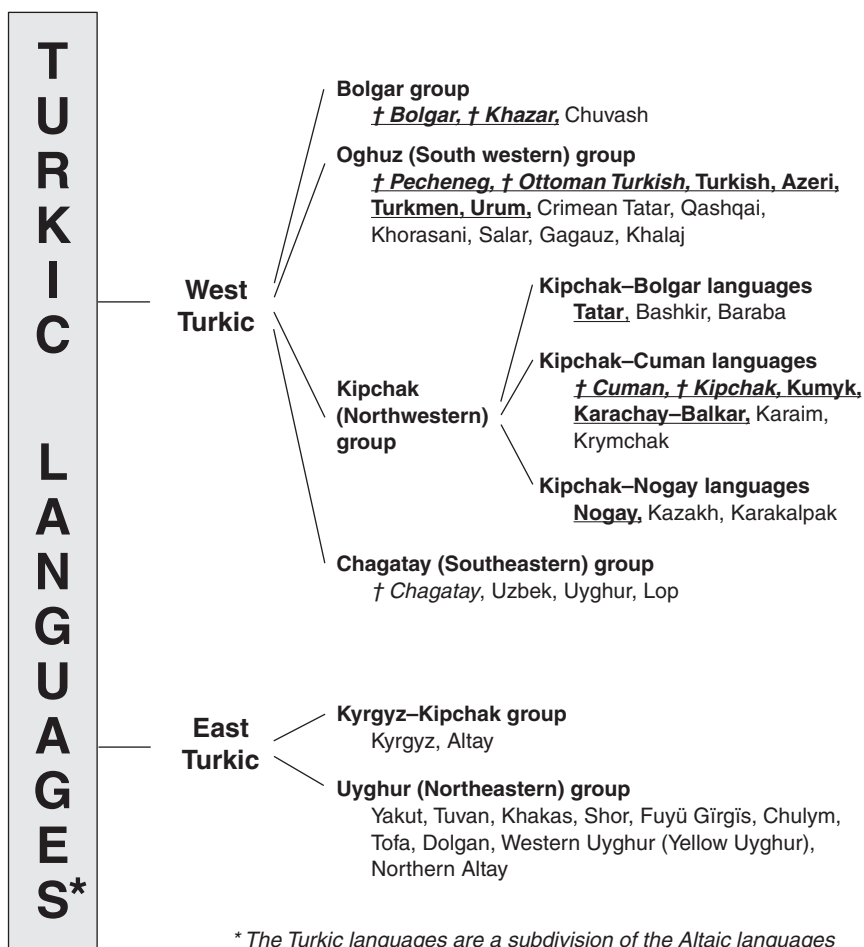 TURKIC LANGUAGES*
Bolgar group
† Bolgar, † Khazar, Chuvash
Oghuz (South western) group
† Pecheneg, † Ottoman Turkish, Turkish, Azeri,
Turkmen, Urum, Crimean Tatar, Qashqai,
Khorasani, Salar, Gagauz, Khalaj
West
Turkic
Kipchak
(Northwestern)
group
Kipchak–Bolgar languages
Tatar, Bashkir, Baraba
Kipchak–Cuman languages
† Cuman, † Kipchak, Kumyk,
Karachay–Balkar, Karaim,
Krymchak
Kipchak–Nogay languages
Nogay, Kazakh, Karakalpak
Chagatay (Southeastern) group
† Chagatay, Uzbek, Uyghur, Lop
East
Turkic
Kyrgyz–Kipchak group
Kyrgyz, Altay
Uyghur (Northeastern) group
Yakut, Tuvan, Khakas, Shor, Fuyü Gïrgïs, Chulym,
Tofa, Dolgan, Western Uyghur (Yellow Uyghur),
Northern Altay
* The Turkic languages are a subdivision of the Altaic languages